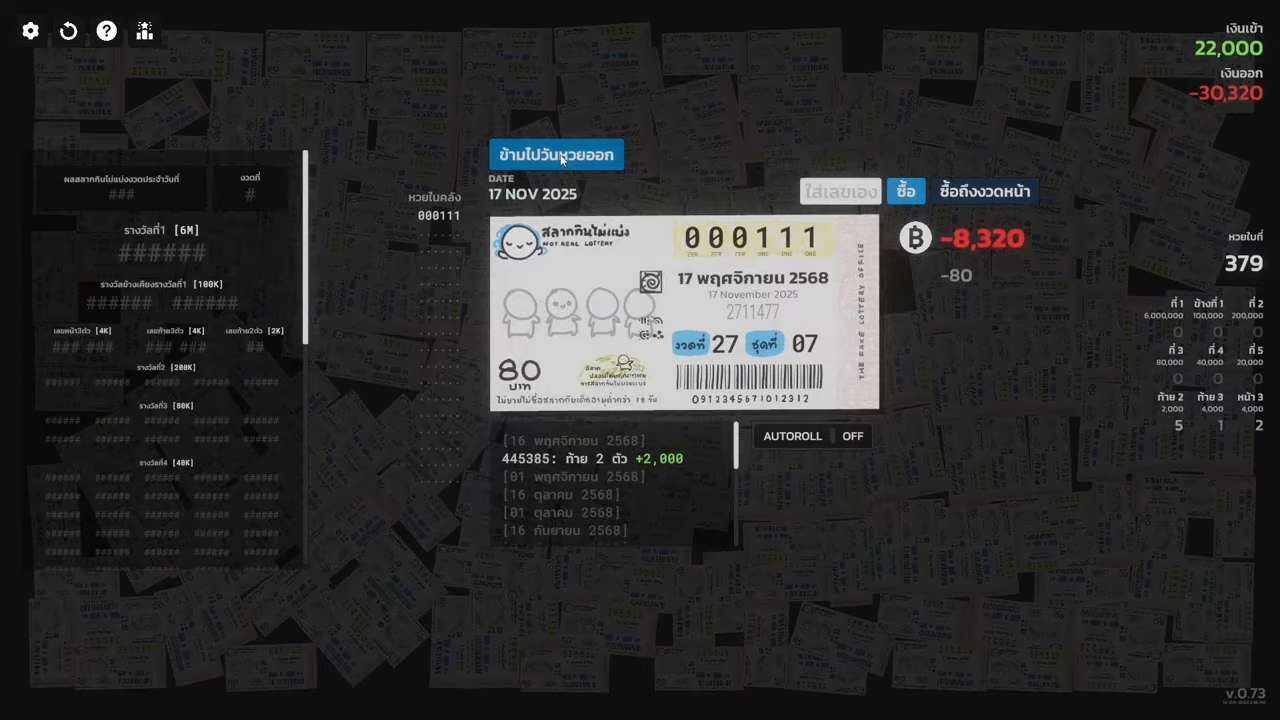 เงินเข้า
22,000
เงินออก
-30,320
ข้ามไปวันหวยออก
DATE
17 NOV 2025
ใส่เลขเอง
ซื้อ
ซื้อถึงงวดหน้า
ผลสลากกินไม่แบ่งงวดประจำวันที่
###
งวดที่
#
รางวัลที่1 [6M]
######
รางวัลข้างเคียงรางวัลที่1 [100K]
###### ######
เลขหน้า3ตัว [4K] เลขท้าย3ตัว [4K] เลขท้าย2ตัว [2K]
### ### ### ### ##
รางวัลที่2 [200K]
###### ###### ###### ###### ######
รางวัลที่3 [80K]
###### ###### ###### ###### ######
###### ###### ###### ###### ######
รางวัลที่4 [40K]
###### ###### ###### ###### ######
###### ###### ###### ###### ######
###### ###### ###### ###### ######
###### ###### ###### ###### ######
###### ###### ###### ###### ######
หวยในคลัง
000111
สลากกินไม่แบ่ง
NOT REAL LOTTERY
000111
ZER ZER ZER ONE ONE ONE
17 พฤศจิกายน 2568
17 November 2025
2711477
งวดที่ 27 ชุดที่ 07
80
บาท
0912345671012312
THE FAKE LOTTERY OFFICE
฿ -8,320
-80
[16 พฤศจิกายน 2568]
445385: ท้าย 2 ตัว +2,000
[01 พฤศจิกายน 2568]
[16 ตุลาคม 2568]
[01 ตุลาคม 2568]
[16 กันยายน 2568]
AUTOROLL OFF
หวยใบที่
379
ที่ 1 ข้างที่ 1 ที่ 2
6,000,000 100,000 200,000
0 0 0
ที่ 3 ที่ 4 ที่ 5
80,000 40,000 20,000
0 0 0
ท้าย 2 ท้าย 3 หน้า 3
2,000 4,000 4,000
5 1 2
v.0.73